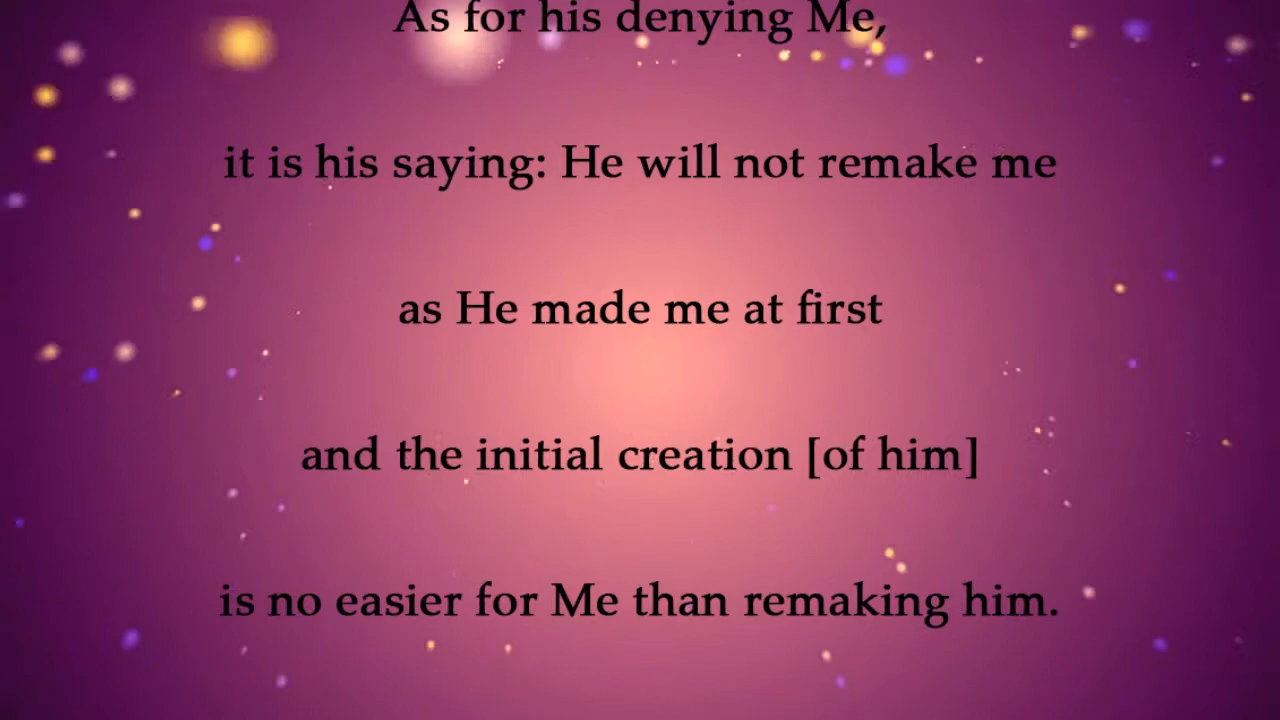 As for his denying Me,
it is his saying: He will not remake me
as He made me at first
and the initial creation [of him]
is no easier for Me than remaking him.